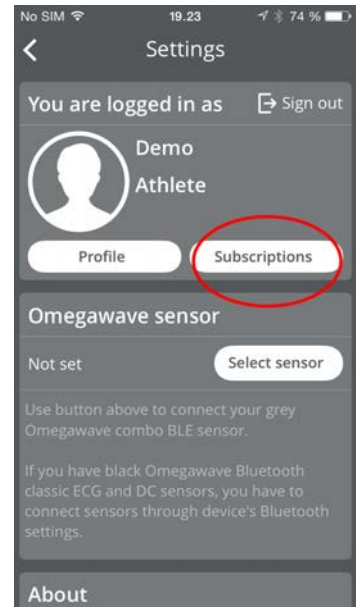 No SIM 19.23 74 %
Settings
You are logged in as Sign out
Demo
Athlete
Profile Subscriptions
Omegawave sensor
Not set Select sensor
Use button above to connect your grey
Omegawave combo BLE sensor.
If you have black Omegawave Bluetooth
classic ECG and DC sensors, you have to
connect sensors through device's Bluetooth
settings.
About